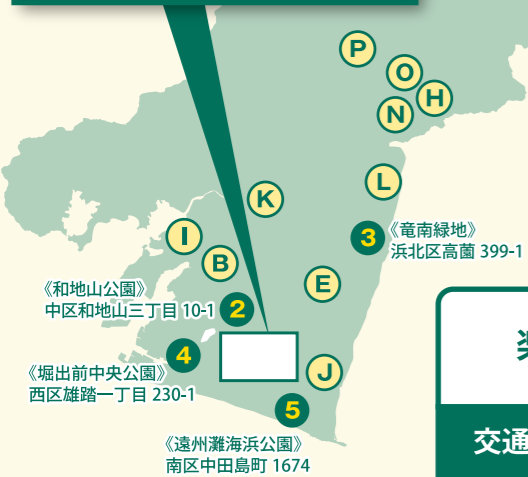 P
O
H
N
L
K
I
3
《竜南緑地》
浜北区高薗 399-1
B
E
《和地山公園》
中区和地山三丁目 10-1
2
4
J
《堀出前中央公園》
西区雄踏一丁目 230-1
5
《遠州灘海浜公園》
南区中田島町 1674
交通